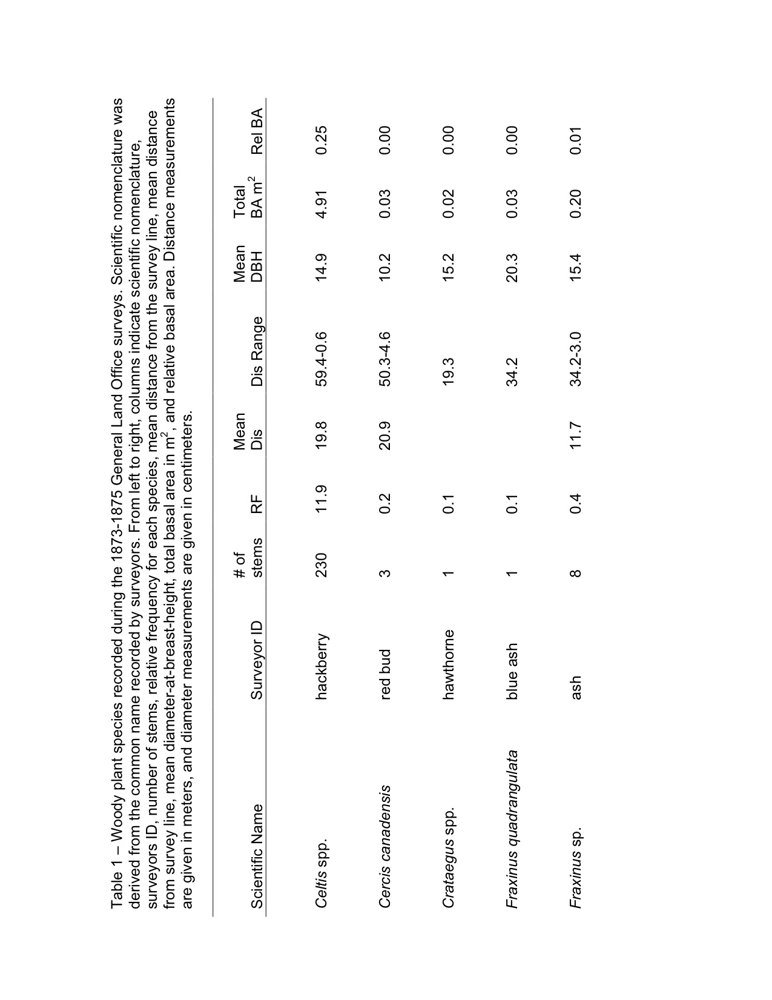 Table 1 – Woody plant species recorded during the 1873-1875 General Land Office surveys. Scientific nomenclature was
derived from the common name recorded by surveyors. From left to right, columns indicate scientific nomenclature,
surveyors ID, number of stems, relative frequency for each species, mean distance from the survey line, mean distance
from survey line, mean diameter-at-breast-height, total basal area in m², and relative basal area. Distance measurements
are given in meters, and diameter measurements are given in centimeters.
# of Mean Mean Total
Scientific Name Surveyor ID stems RF Dis Dis Range DBH BA m² Rel BA
Celtis spp. hackberry 230 11.9 19.8 59.4-0.6 14.9 4.91 0.25
Cercis canadensis red bud 3 0.2 20.9 50.3-4.6 10.2 0.03 0.00
Crataegus spp. hawthorne 1 0.1 19.3 15.2 0.02 0.00
Fraxinus quadrangulata blue ash 1 0.1 34.2 20.3 0.03 0.00
Fraxinus sp. ash 8 0.4 11.7 34.2-3.0 15.4 0.20 0.01